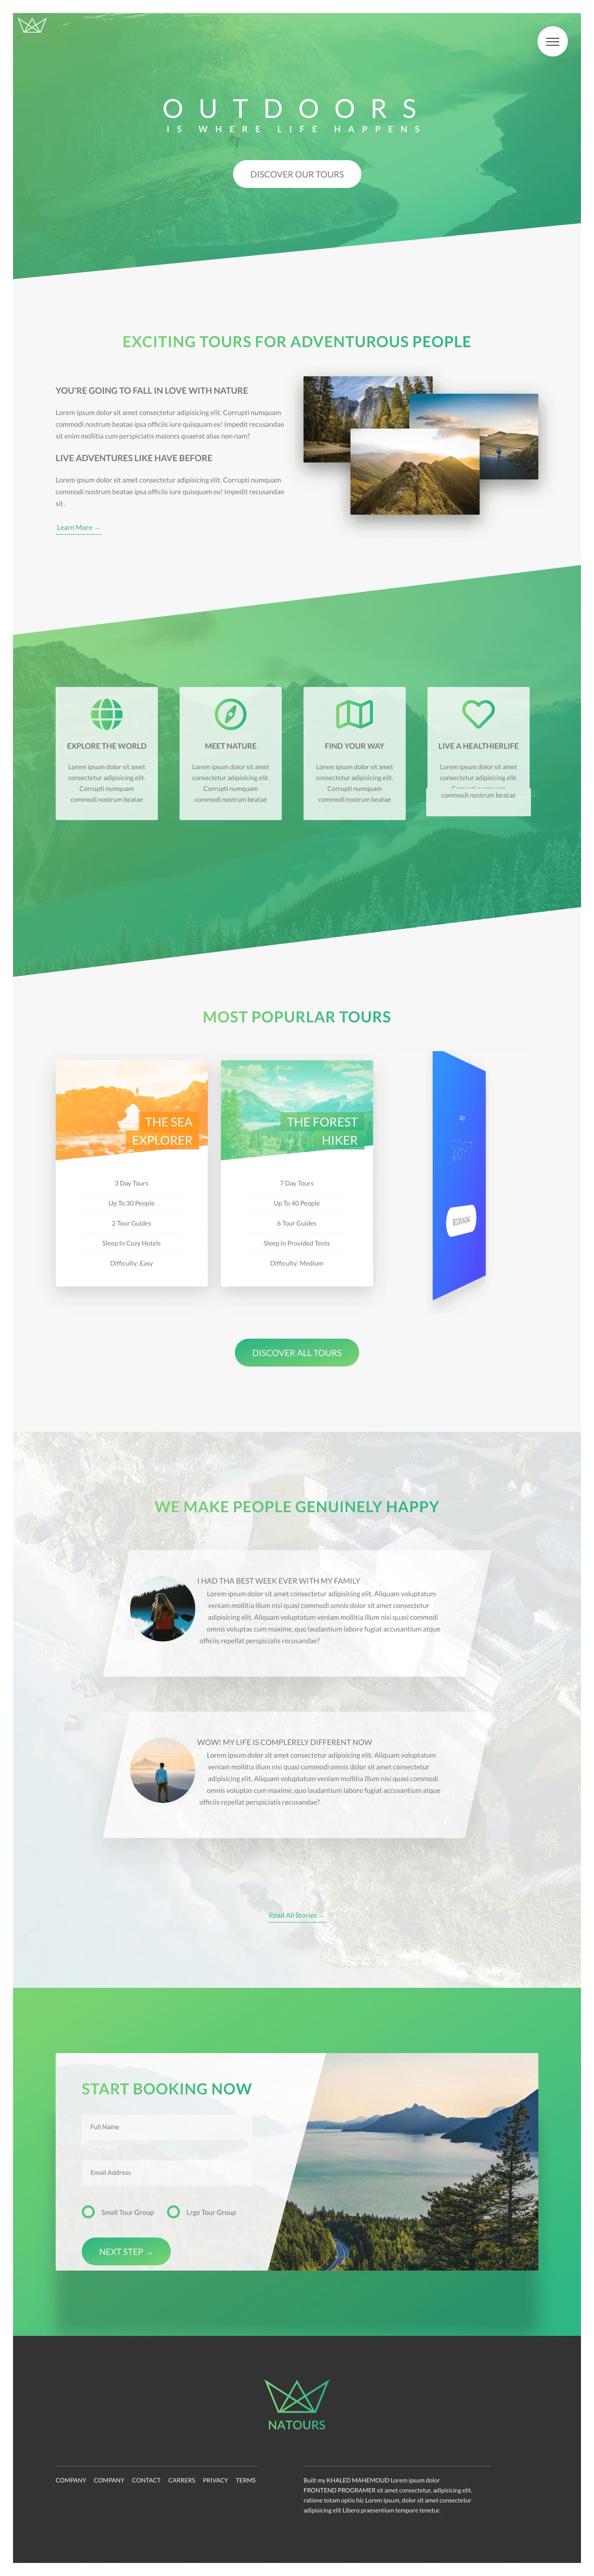 OUTDOORS
IS WHERE LIFE HAPPENS
DISCOVER OUR TOURS
EXCITING TOURS FOR ADVENTUROUS PEOPLE
YOU'RE GOING TO FALL IN LOVE WITH NATURE
Lorem ipsum dolor sit amet consectetur adipisicing elit. Corrupti numquam
commodi nostrum beatae ipsa officiis iure quisquam ex! Impedit recusandae
sit enim mollitia cum perspiciatis maiores quaerat alias non nam?
LIVE ADVENTURES LIKE HAVE BEFORE
Lorem ipsum dolor sit amet consectetur adipisicing elit. Corrupti numquam
commodi nostrum beatae ipsa officiis iure quisquam ex! Impedit recusandae
sit .
Learn More →
EXPLORE THE WORLD
Lorem ipsum dolor sit amet
consectetur adipisicing elit.
Corrupti numquam
commodi nostrum beatae
MEET NATURE
Lorem ipsum dolor sit amet
consectetur adipisicing elit.
Corrupti numquam
commodi nostrum beatae
FIND YOUR WAY
Lorem ipsum dolor sit amet
consectetur adipisicing elit.
Corrupti numquam
commodi nostrum beatae
LIVE A HEALTHIERLIFE
Lorem ipsum dolor sit amet
consectetur adipisicing elit.
commodi nostrum beatae
MOST POPURLAR TOURS
THE SEA
EXPLORER
3 Day Tours
Up To 30 People
2 Tour Guides
Sleep In Cozy Hotels
Difficulty: Easy
THE FOREST
HIKER
7 Day Tours
Up To 40 People
6 Tour Guides
Sleep In Provided Tents
Difficulty: Medium
ONLY
$897
BOOK NOW
DISCOVER ALL TOURS
WE MAKE PEOPLE GENUINELY HAPPY
I HAD THA BEST WEEK EVER WITH MY FAMILY
Lorem ipsum dolor sit amet consectetur adipisicing elit. Aliquam voluptatum
veniam mollitia illum nisi quasi commodi omnis dolor sit amet consectetur
adipisicing elit. Aliquam voluptatum veniam mollitia illum nisi quasi commodi
omnis voluptas cum maxime, quo laudantium labore fugiat accusantium atque
officiis repellat perspiciatis recusandae?
WOW! MY LIFE IS COMPLERELY DIFFERENT NOW
Lorem ipsum dolor sit amet consectetur adipisicing elit. Aliquam voluptatum
veniam mollitia illum nisi quasi commodi omnis dolor sit amet consectetur
adipisicing elit. Aliquam voluptatum veniam mollitia illum nisi quasi commodi
omnis voluptas cum maxime, quo laudantium labore fugiat accusantium atque
officiis repellat perspiciatis recusandae?
Read All Stories →
START BOOKING NOW
Full Name
Email Address
Small Tour Group Lrge Tour Group
NEXT STEP →
NATOURS
COMPANY COMPANY CONTACT CARRERS PRIVACY TERMS
Built my KHALED MAHEMOUD Lorem ipsum dolor
FRONTEND PROGRAMER sit amet consectetur, adipisicing elit.
ratione totam optio hic Lorem ipsum, dolor sit amet consectetur
adipisicing elit Libero praesentium tempore tenetur.